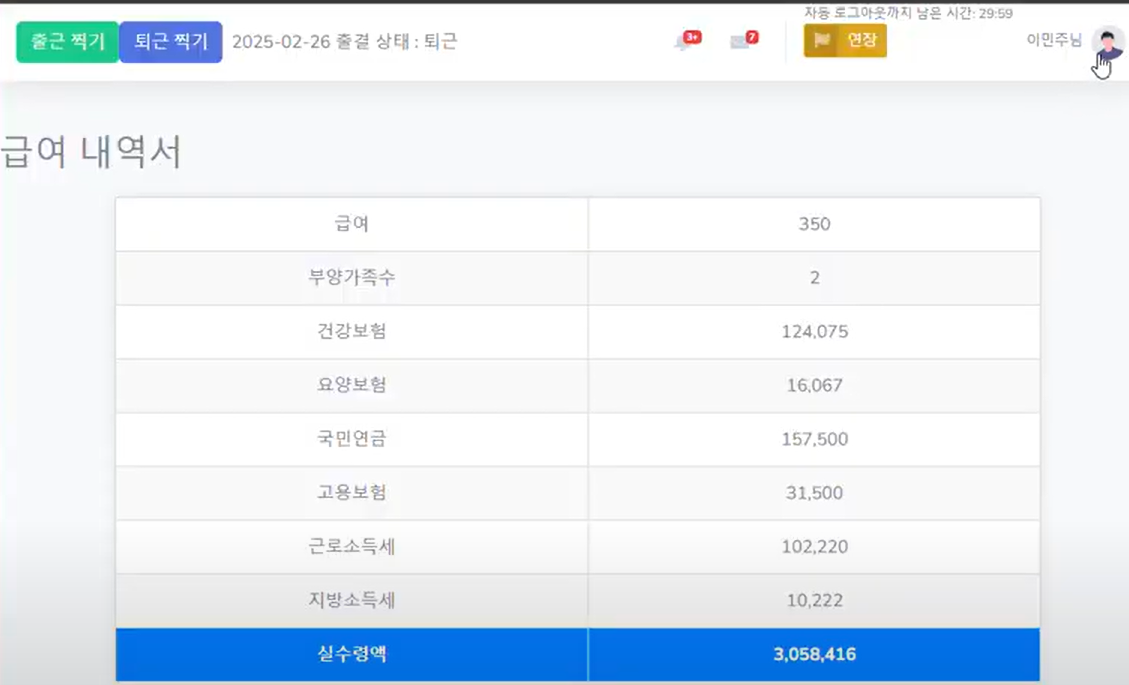 자동 로그아웃까지 남은 시간: 29:59
출근 찍기 퇴근 찍기 2025-02-26 출결 상태 : 퇴근 3+ 7 연장 이민주님
급여 내역서
급여 350
부양가족수 2
건강보험 124,075
요양보험 16,067
국민연금 157,500
고용보험 31,500
근로소득세 102,220
지방소득세 10,222
실수령액 3,058,416